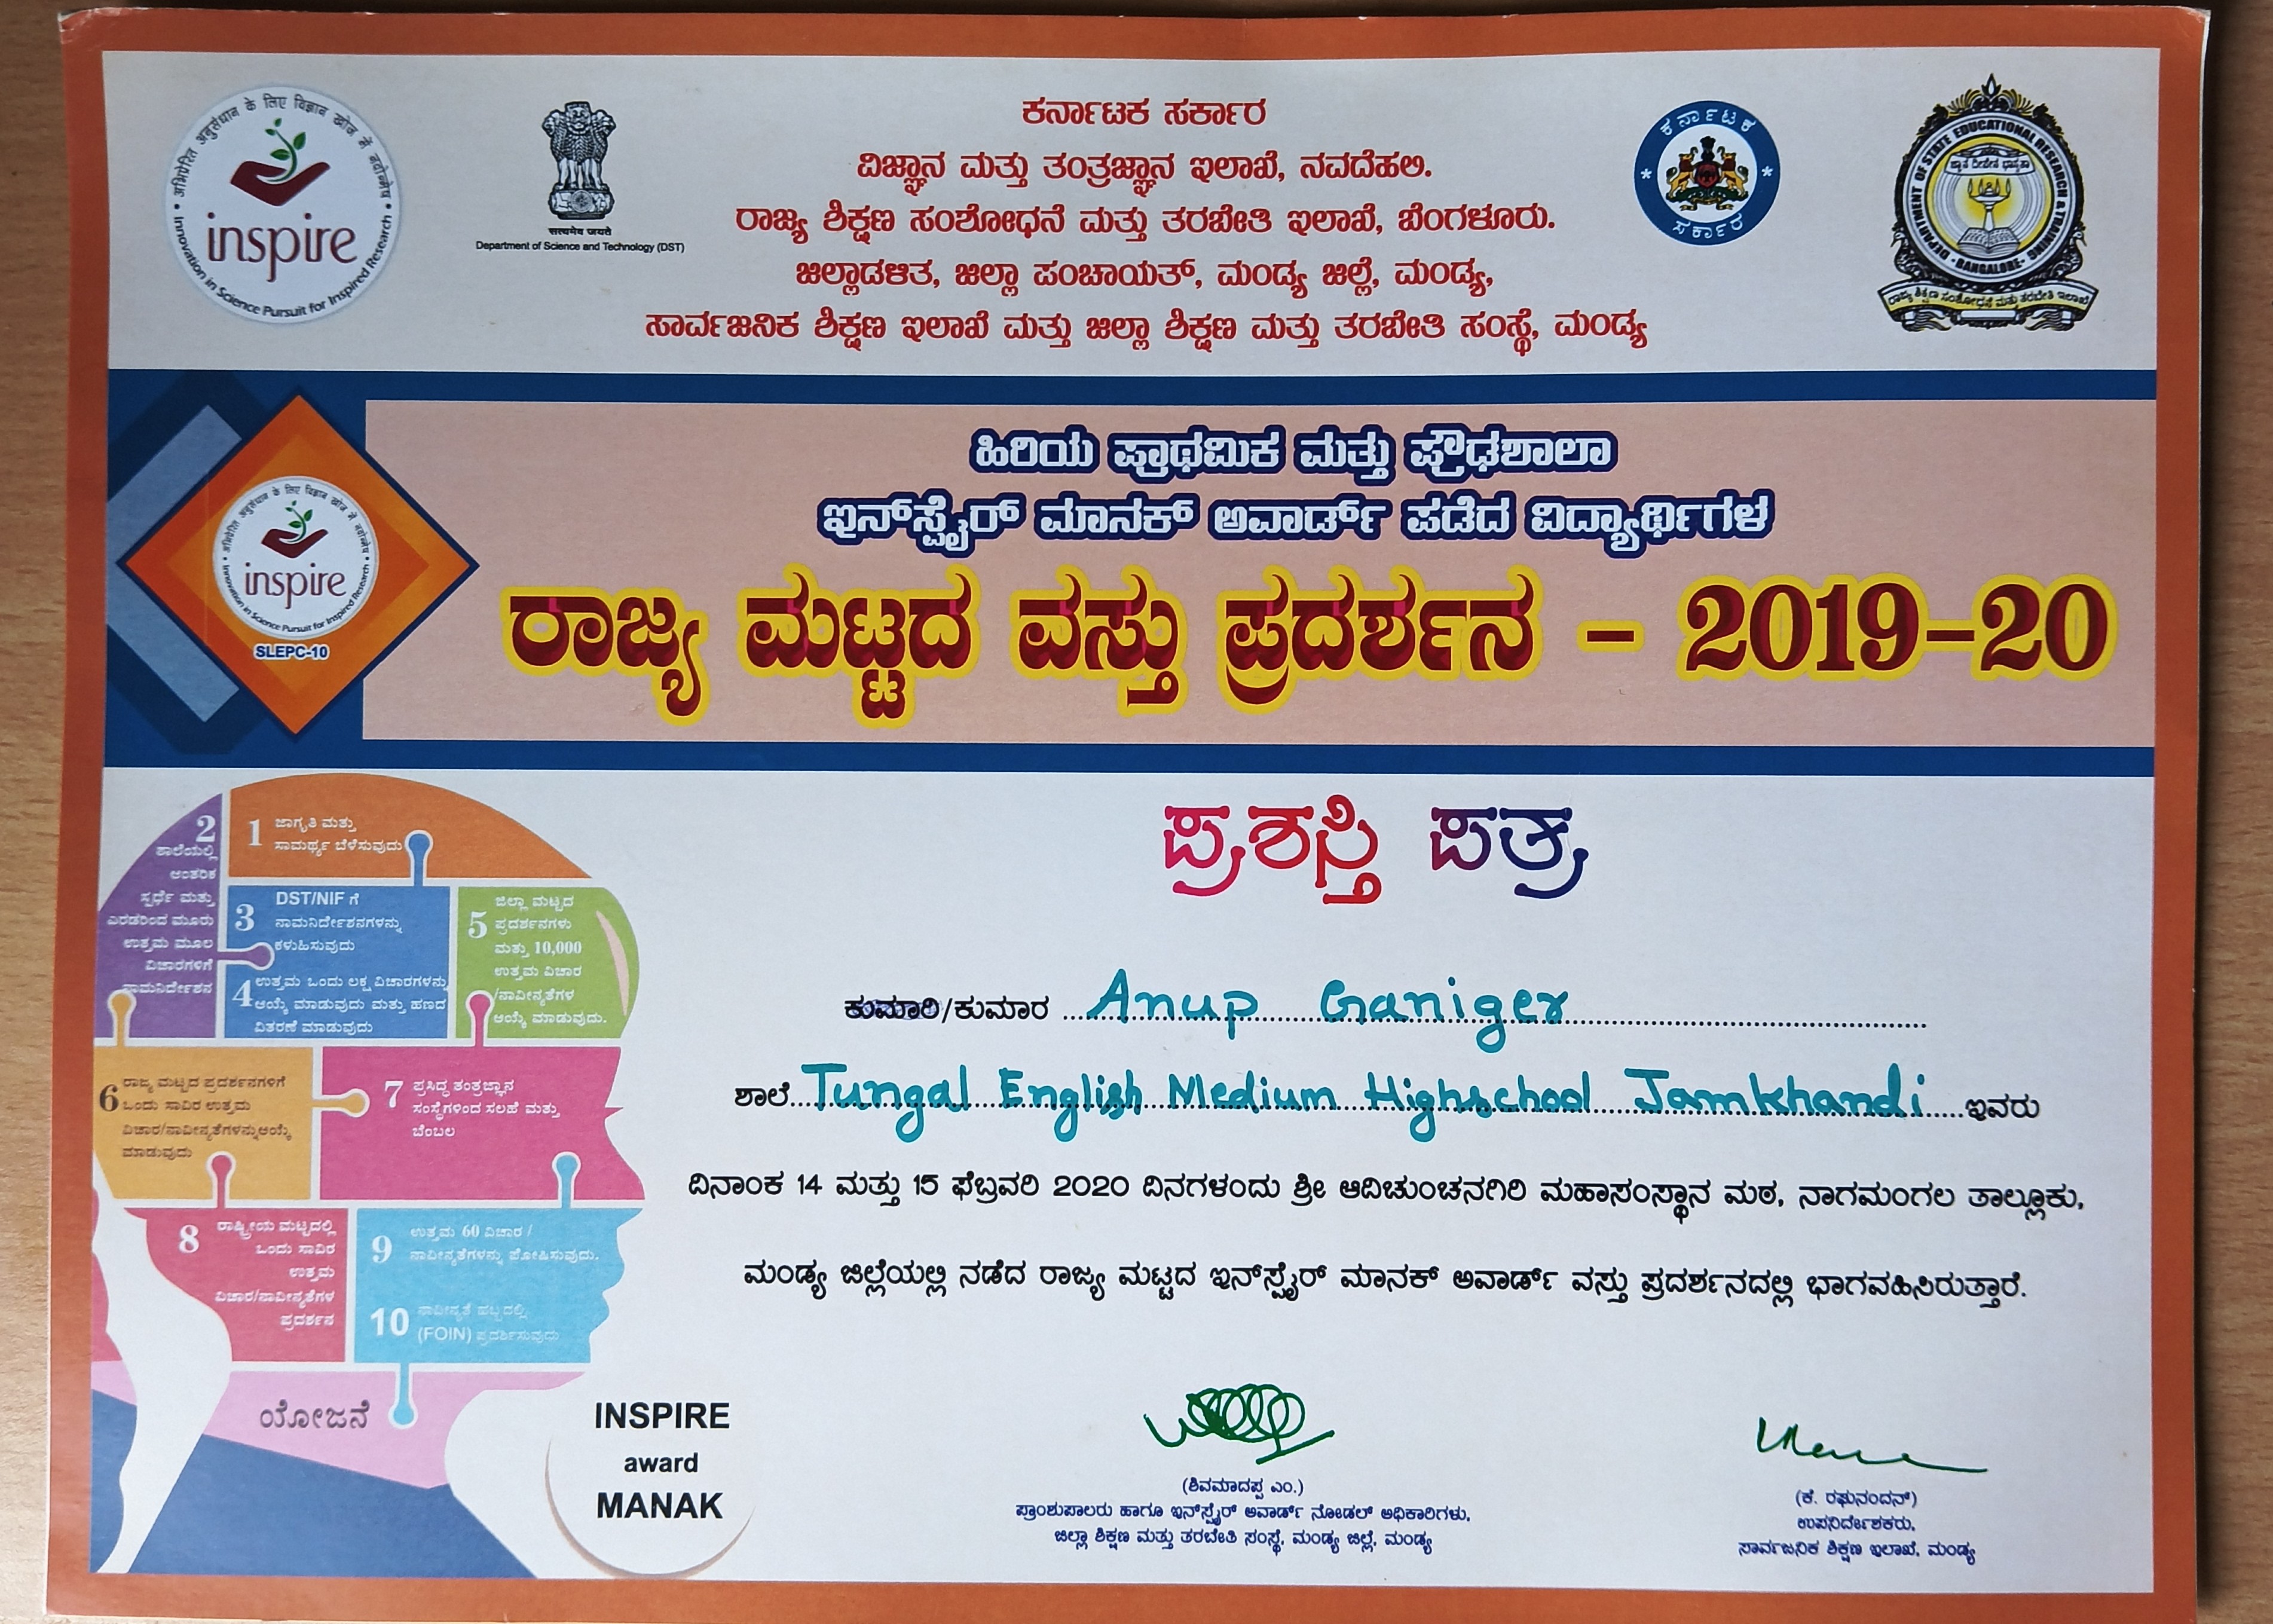 अभिप्रेरित अनुसंधान के लिए विज्ञान खोज में नवोन्मेष
inspire
Innovation in Science Pursuit for Inspired Research
सत्यमेव जयते
Department of Science and Technology (DST)
ಕರ್ನಾಟಕ ಸರ್ಕಾರ
ವಿಜ್ಞಾನ ಮತ್ತು ತಂತ್ರಜ್ಞಾನ ಇಲಾಖೆ, ನವದೆಹಲಿ.
ರಾಜ್ಯ ಶಿಕ್ಷಣ ಸಂಶೋಧನೆ ಮತ್ತು ತರಬೇತಿ ಇಲಾಖೆ, ಬೆಂಗಳೂರು.
ಜಿಲ್ಲಾಡಳಿತ, ಜಿಲ್ಲಾ ಪಂಚಾಯತ್, ಮಂಡ್ಯ ಜಿಲ್ಲೆ, ಮಂಡ್ಯ,
ಸಾರ್ವಜನಿಕ ಶಿಕ್ಷಣ ಇಲಾಖೆ ಮತ್ತು ಜಿಲ್ಲಾ ಶಿಕ್ಷಣ ಮತ್ತು ತರಬೇತಿ ಸಂಸ್ಥೆ, ಮಂಡ್ಯ
ಕರ್ನಾಟಕ
ಸರ್ಕಾರ
DEPARTMENT OF STATE EDUCATIONAL RESEARCH & TRAINING
- BANGALORE-
ರಾಜ್ಯ ಶಿಕ್ಷಣ ಸಂಶೋಧನೆ ಮತ್ತು ತರಬೇತಿ ಇಲಾಖೆ
ಹಿರಿಯ ಪ್ರಾಥಮಿಕ ಮತ್ತು ಪ್ರೌಢಶಾಲಾ
ಇನ್‌ಸ್ಪೈರ್ ಮಾನಕ್ ಅವಾರ್ಡ್ ಪಡೆದ ವಿದ್ಯಾರ್ಥಿಗಳ
ರಾಜ್ಯ ಮಟ್ಟದ ವಸ್ತು ಪ್ರದರ್ಶನ - 2019-20
अभिप्रेरित अनुसंधान के लिए विज्ञान खोज में नवोन्मेष
inspire
Innovation in Science Pursuit for Inspired Research
SLEPC-10
ಪ್ರಶಸ್ತಿ ಪತ್ರ
ಕುಮಾರಿ/ಕುಮಾರ Anup Ganiger
ಶಾಲೆ Tungal English Medium Highschool Jamkhandi ಇವರು
ದಿನಾಂಕ 14 ಮತ್ತು 15 ಫೆಬ್ರವರಿ 2020 ದಿನಗಳಂದು ಶ್ರೀ ಆದಿಚುಂಚನಗಿರಿ ಮಹಾಸಂಸ್ಥಾನ ಮಠ, ನಾಗಮಂಗಲ ತಾಲ್ಲೂಕು,
ಮಂಡ್ಯ ಜಿಲ್ಲೆಯಲ್ಲಿ ನಡೆದ ರಾಜ್ಯ ಮಟ್ಟದ ಇನ್‌ಸ್ಪೈರ್ ಮಾನಕ್ ಅವಾರ್ಡ್ ವಸ್ತು ಪ್ರದರ್ಶನದಲ್ಲಿ ಭಾಗವಹಿಸಿರುತ್ತಾರೆ.
1 ಜಾಗೃತಿ ಮತ್ತು
ಸಾಮರ್ಥ್ಯ ಬೆಳೆಸುವುದು
2
ಶಾಲೆಯಲ್ಲಿ
ಆಂತರಿಕ
ಸ್ಪರ್ಧೆ ಮತ್ತು
ಎರಡರಿಂದ ಮೂರು
ಉತ್ತಮ ಮೂಲ
ವಿಚಾರಗಳಿಗೆ
ನಾಮನಿರ್ದೇಶನ
3 DST/NIF ಗೆ
ನಾಮನಿರ್ದೇಶನಗಳನ್ನು
ಕಳುಹಿಸುವುದು
4 ಉತ್ತಮ ಒಂದು ಲಕ್ಷ ವಿಚಾರಗಳನ್ನು
ಆಯ್ಕೆ ಮಾಡುವುದು ಮತ್ತು ಹಣದ
ವಿತರಣೆ ಮಾಡುವುದು
5 ಜಿಲ್ಲಾ ಮಟ್ಟದ
ಪ್ರದರ್ಶನಗಳು
ಮತ್ತು 10,000
ಉತ್ತಮ ವಿಚಾರ
/ನಾವೀನ್ಯತೆಗಳ
ಆಯ್ಕೆ ಮಾಡುವುದು.
6 ರಾಜ್ಯ ಮಟ್ಟದ ಪ್ರದರ್ಶನಗಳಿಗೆ
ಒಂದು ಸಾವಿರ ಉತ್ತಮ
ವಿಚಾರ/ನಾವೀನ್ಯತೆಗಳನ್ನು ಆಯ್ಕೆ
ಮಾಡುವುದು
7 ಪ್ರಸಿದ್ಧ ತಂತ್ರಜ್ಞಾನ
ಸಂಸ್ಥೆಗಳಿಂದ ಸಲಹೆ ಮತ್ತು
ಬೆಂಬಲ
8 ರಾಷ್ಟ್ರೀಯ ಮಟ್ಟದಲ್ಲಿ
ಒಂದು ಸಾವಿರ
ಉತ್ತಮ
ವಿಚಾರ/ನಾವೀನ್ಯತೆಗಳ
ಪ್ರದರ್ಶನ
9 ಉತ್ತಮ 60 ವಿಚಾರ /
ನಾವೀನ್ಯತೆಗಳನ್ನು ಪೋಷಿಸುವುದು.
10 ನಾವೀನ್ಯತೆ ಹಬ್ಬದಲ್ಲಿ
(FOIN) ಪ್ರದರ್ಶಿಸುವುದು
ಯೋಜನೆ
INSPIRE
award
MANAK
(ಶಿವಮಾದಪ್ಪ ಎಂ.)
ಪ್ರಾಂಶುಪಾಲರು ಹಾಗೂ ಇನ್‌ಸ್ಪೈರ್ ಅವಾರ್ಡ್ ನೋಡಲ್ ಅಧಿಕಾರಿಗಳು,
ಜಿಲ್ಲಾ ಶಿಕ್ಷಣ ಮತ್ತು ತರಬೇತಿ ಸಂಸ್ಥೆ, ಮಂಡ್ಯ ಜಿಲ್ಲೆ, ಮಂಡ್ಯ
(ಕೆ. ರಘುನಂದನ್)
ಉಪನಿರ್ದೇಶಕರು,
ಸಾರ್ವಜನಿಕ ಶಿಕ್ಷಣ ಇಲಾಖೆ, ಮಂಡ್ಯ